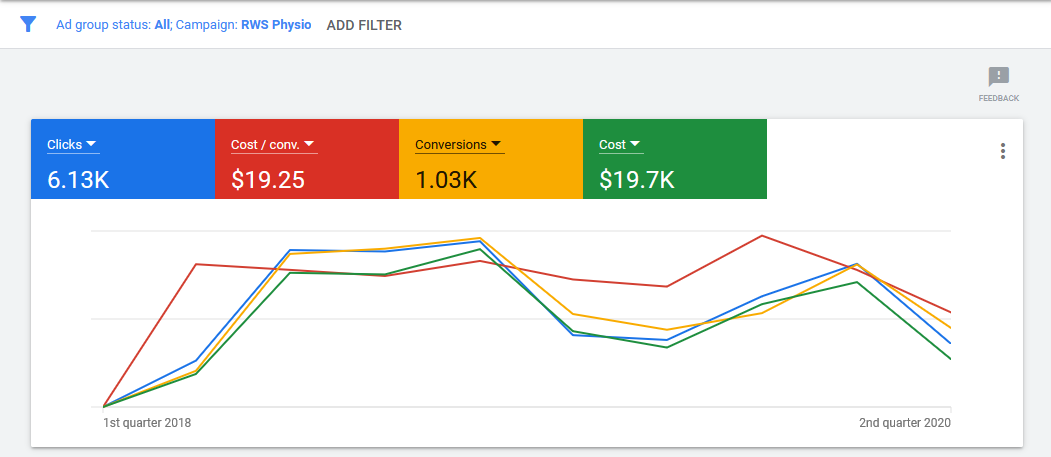 Ad group status: All; Campaign: RWS Physio ADD FILTER
FEEDBACK
Clicks Cost / conv. Conversions Cost
6.13K $19.25 1.03K $19.7K
1st quarter 2018 2nd quarter 2020